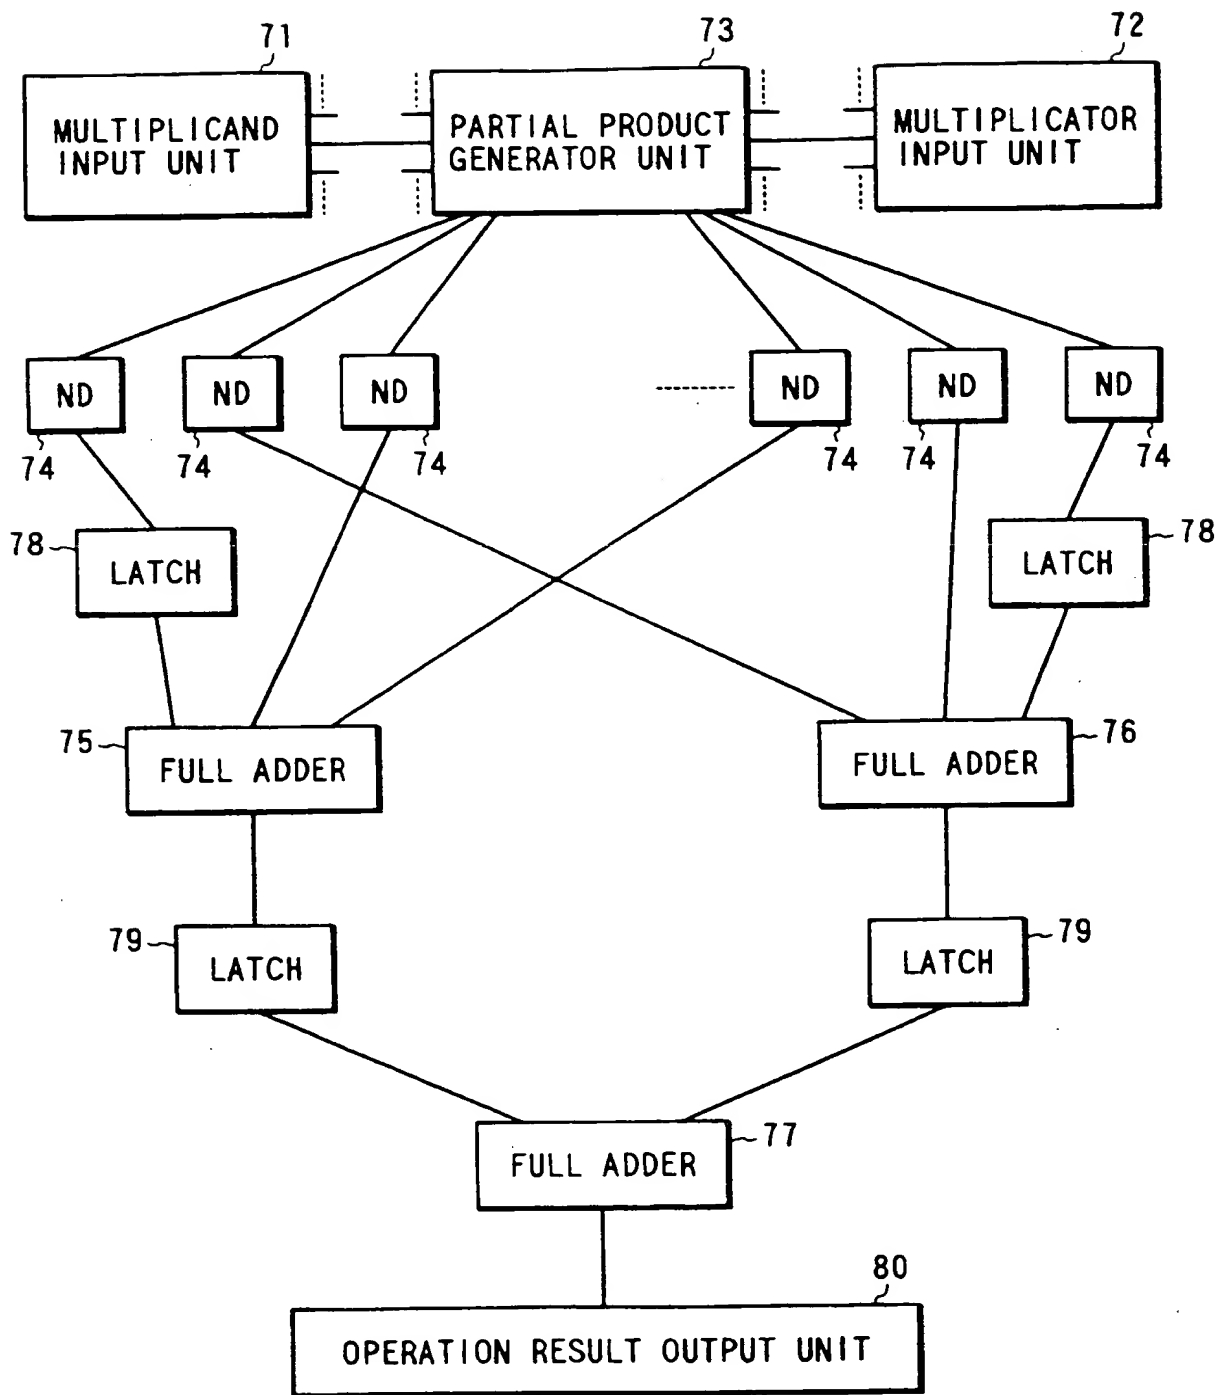 71
73
72
MULTIPLICAND
INPUT UNIT
PARTIAL PRODUCT
GENERATOR UNIT
MULTIPLICATOR
INPUT UNIT
ND
ND
ND
ND
ND
ND
74
74
74
74
74
74
78
LATCH
LATCH
78
75
FULL ADDER
FULL ADDER
76
79
LATCH
LATCH
79
FULL ADDER
77
80
OPERATION RESULT OUTPUT UNIT